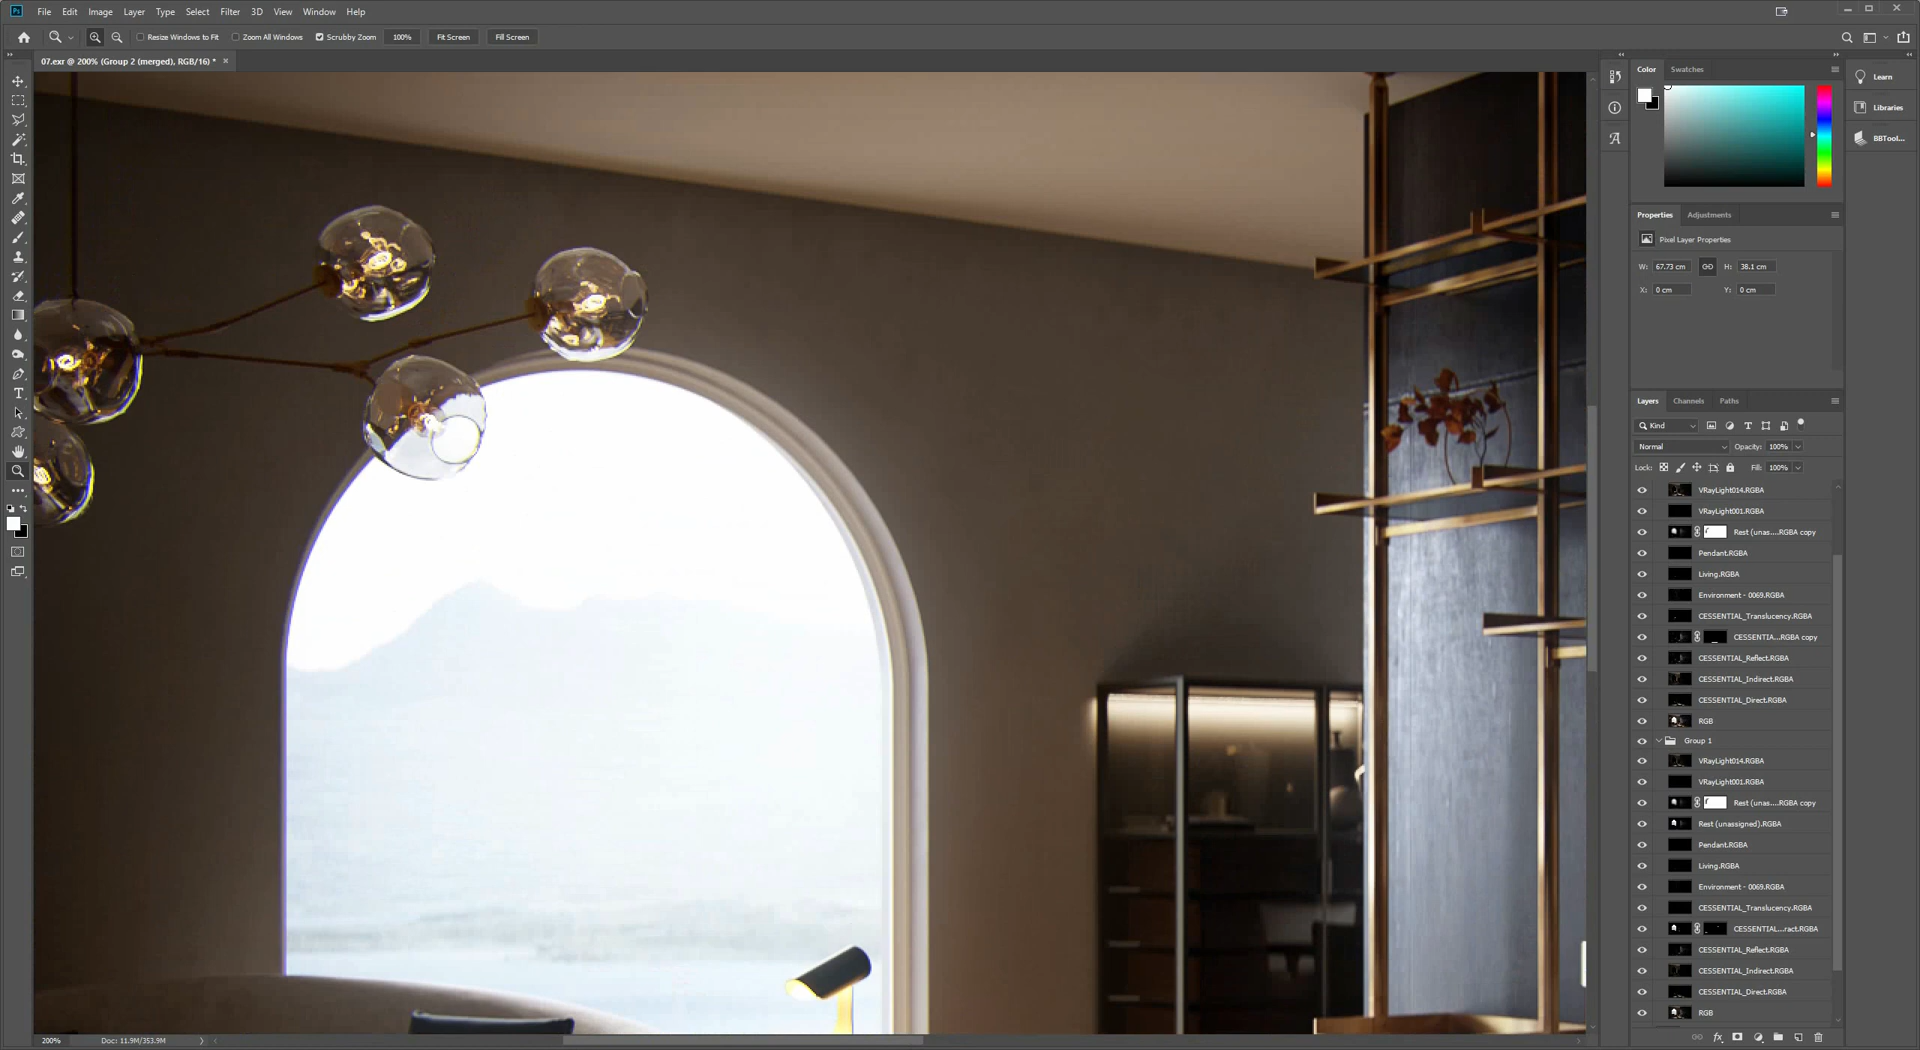 Ps File Edit Image Layer Type Select Filter 3D View Window Help
Resize Windows to Fit Zoom All Windows Scrubby Zoom 100% Fit Screen Fill Screen
07.exr @ 200% (Group 2 (merged), RGB/16) * ×
Color Swatches
Learn
Libraries
BBTool...
Properties Adjustments
Pixel Layer Properties
W: 67.73 cm H: 38.1 cm
X: 0 cm Y: 0 cm
Layers Channels Paths
Kind
Normal Opacity: 100%
Lock: Fill: 100%
VRayLight014.RGBA
VRayLight001.RGBA
Rest (unas....RGBA copy
Pendant.RGBA
Living.RGBA
Environment - 0069.RGBA
CESSENTIAL_Translucency.RGBA
CESSENTIA...RGBA copy
CESSENTIAL_Reflect.RGBA
CESSENTIAL_Indirect.RGBA
CESSENTIAL_Direct.RGBA
RGB
Group 1
VRayLight014.RGBA
VRayLight001.RGBA
Rest (unas....RGBA copy
Rest (unassigned).RGBA
Pendant.RGBA
Living.RGBA
Environment - 0069.RGBA
CESSENTIAL_Translucency.RGBA
CESSENTIAL...ract.RGBA
CESSENTIAL_Reflect.RGBA
CESSENTIAL_Indirect.RGBA
CESSENTIAL_Direct.RGBA
RGB
200% Doc: 11.9M/353.9M